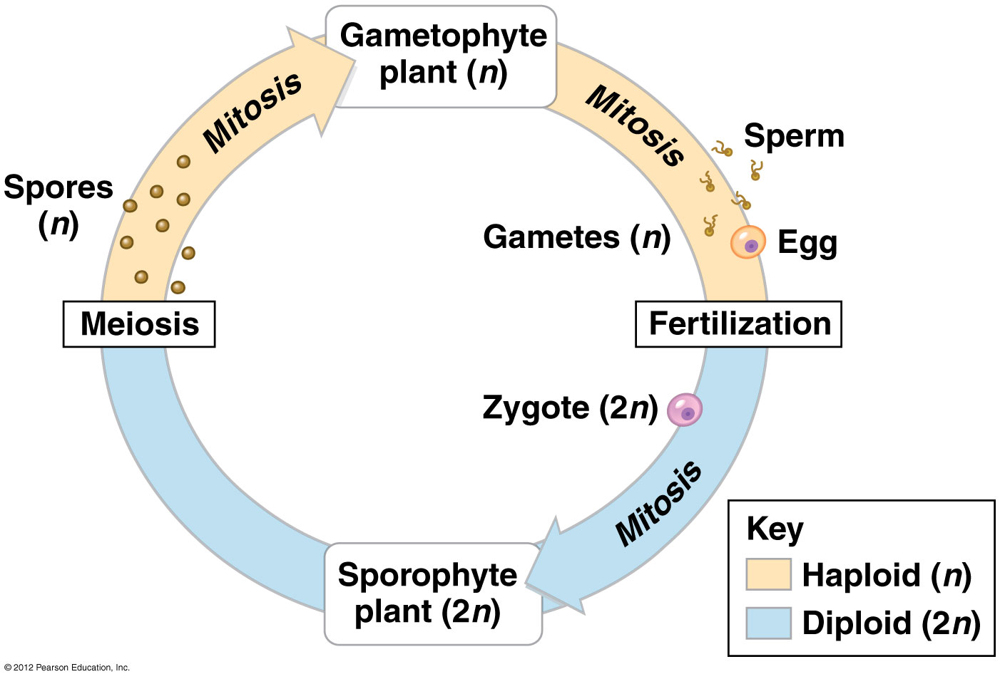 Gametophyte
plant (n)
Mitosis
Mitosis
Sperm
Spores
(n)
Gametes (n)
Egg
Meiosis
Fertilization
Zygote (2n)
Mitosis
Sporophyte
plant (2n)
Key
Haploid (n)
Diploid (2n)
© 2012 Pearson Education, Inc.